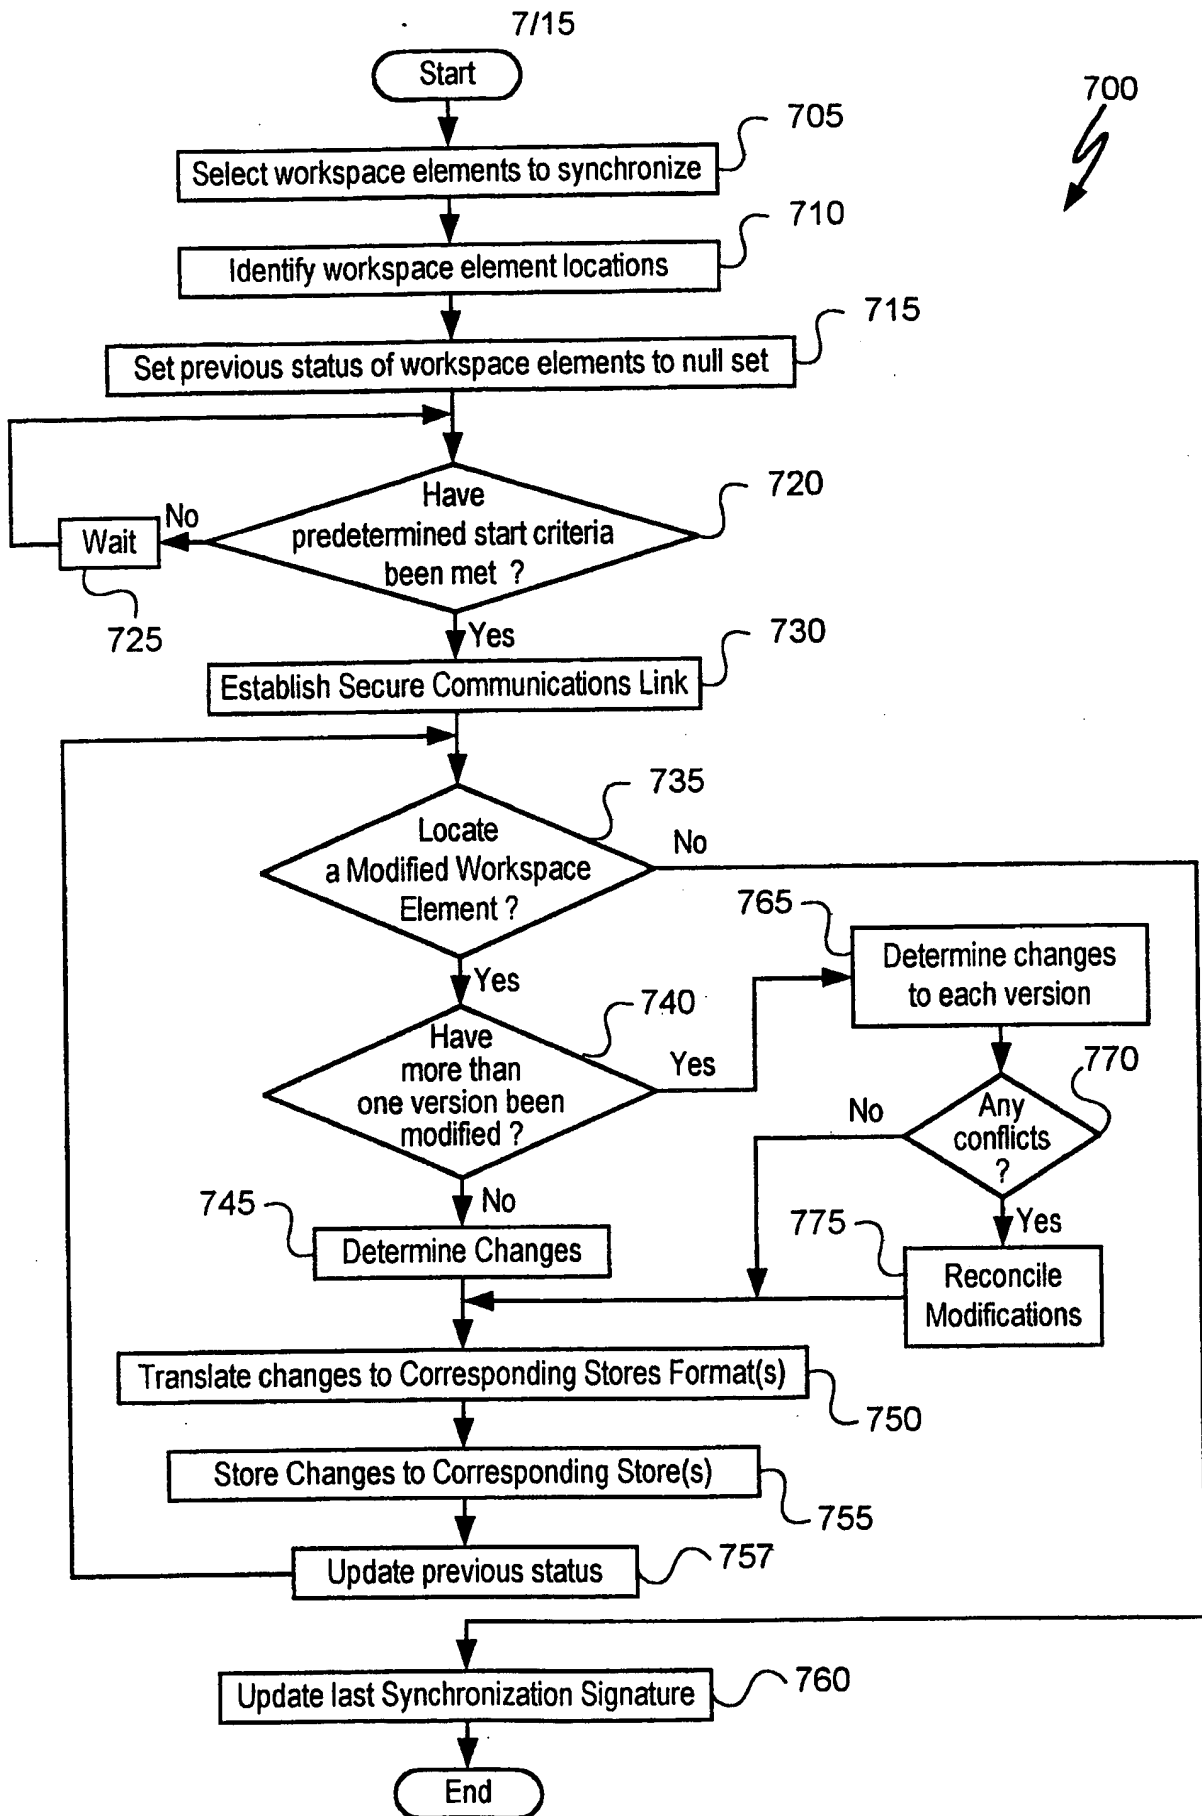 7/15
Start
700
705
Select workspace elements to synchronize
710
Identify workspace element locations
715
Set previous status of workspace elements to null set
720
Have
predetermined start criteria
been met ?
No
Wait
725
Yes
730
Establish Secure Communications Link
735
Locate
a Modified Workspace
Element ?
No
Yes
765
Determine changes
to each version
740
Have
more than
one version been
modified ?
Yes
770
Any
conflicts
?
No
No
745
Determine Changes
Yes
775
Reconcile
Modifications
Translate changes to Corresponding Stores Format(s)
750
Store Changes to Corresponding Store(s)
755
757
Update previous status
Update last Synchronization Signature
760
End